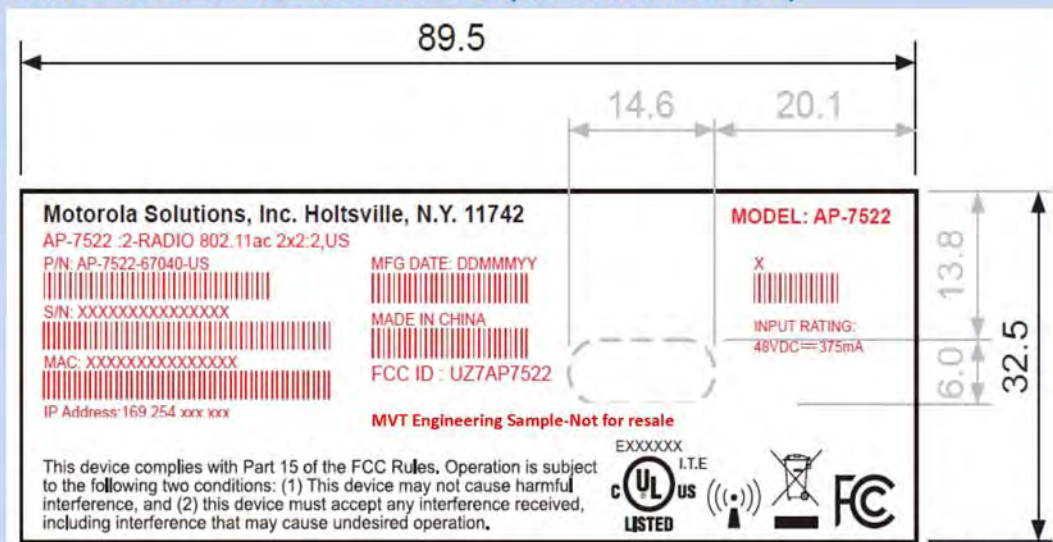 89.5
14.6
20.1
Motorola Solutions, Inc. Holtsville, N.Y. 11742
MODEL: AP-7522
AP-7522 :2-RADIO 802.11ac 2x2:2,US
P/N: AP-7522-67040-US
MFG DATE: DDMMMYY
X
S/N: XXXXXXXXXXXXXXX
MADE IN CHINA
INPUT RATING:
48VDC⎓375mA
MAC: XXXXXXXXXXXXXXX
FCC ID : UZ7AP7522
IP Address:169 254 xxx xxx
MVT Engineering Sample-Not for resale
13.8
6.0
32.5
This device complies with Part 15 of the FCC Rules. Operation is subject
to the following two conditions: (1) This device may not cause harmful
interference, and (2) this device must accept any interference received,
including interference that may cause undesired operation.
EXXXXXX
I.T.E
C UL US
LISTED
FC